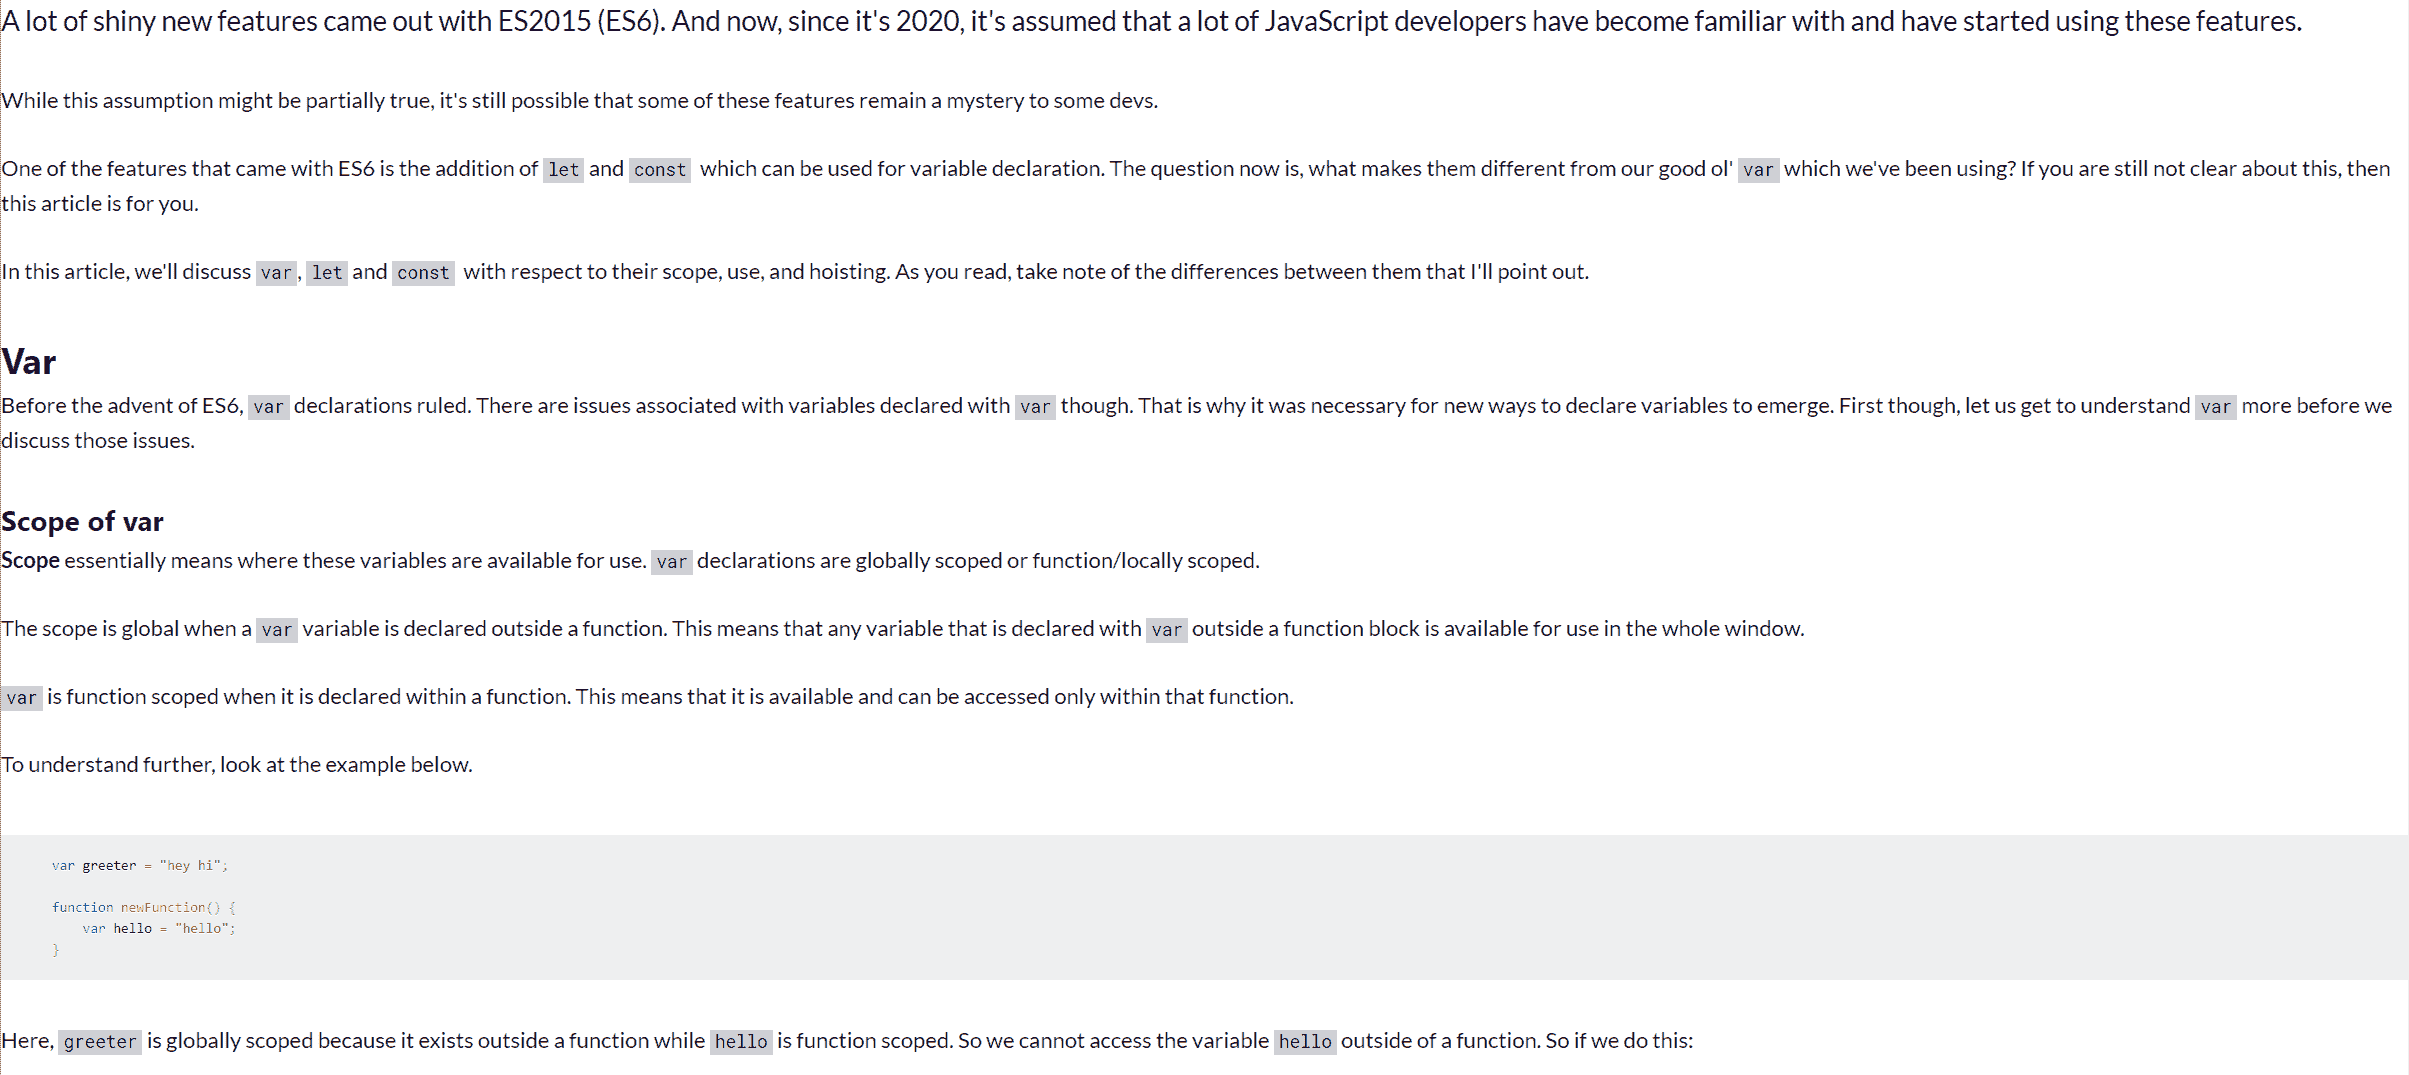 A lot of shiny new features came out with ES2015 (ES6). And now, since it's 2020, it's assumed that a lot of JavaScript developers have become familiar with and have started using these features.
While this assumption might be partially true, it's still possible that some of these features remain a mystery to some devs.
One of the features that came with ES6 is the addition of let and const which can be used for variable declaration. The question now is, what makes them different from our good ol' var which we've been using? If you are still not clear about this, then
this article is for you.
In this article, we'll discuss var, let and const with respect to their scope, use, and hoisting. As you read, take note of the differences between them that I'll point out.
Var
Before the advent of ES6, var declarations ruled. There are issues associated with variables declared with var though. That is why it was necessary for new ways to declare variables to emerge. First though, let us get to understand var more before we
discuss those issues.
Scope of var
Scope essentially means where these variables are available for use. var declarations are globally scoped or function/locally scoped.
The scope is global when a var variable is declared outside a function. This means that any variable that is declared with var outside a function block is available for use in the whole window.
var is function scoped when it is declared within a function. This means that it is available and can be accessed only within that function.
To understand further, look at the example below.
var greeter = "hey hi";
function newFunction() {
    var hello = "hello";
}
Here, greeter is globally scoped because it exists outside a function while hello is function scoped. So we cannot access the variable hello outside of a function. So if we do this: